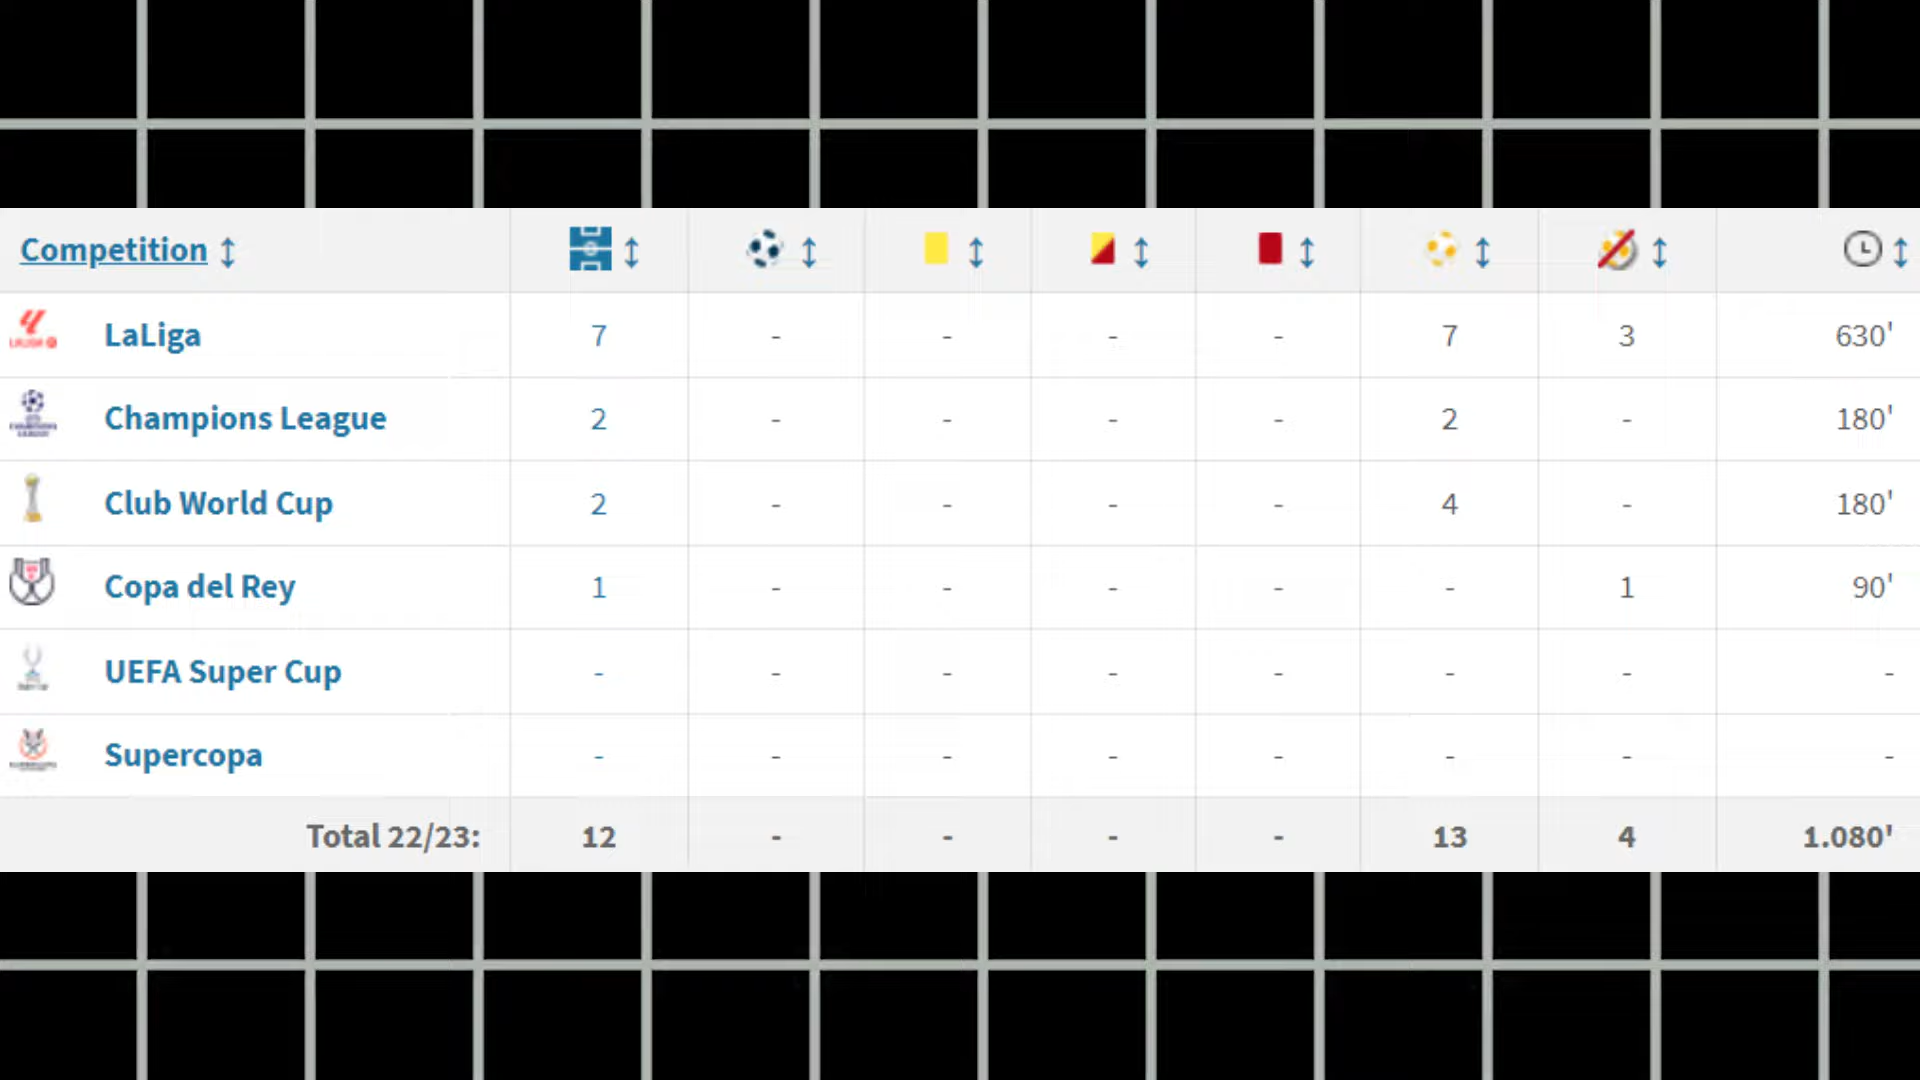 Competition
LaLiga 7 - - - - 7 3 630'
Champions League 2 - - - - 2 - 180'
Club World Cup 2 - - - - 4 - 180'
Copa del Rey 1 - - - - - 1 90'
UEFA Super Cup - - - - - - - -
Supercopa - - - - - - - -
Total 22/23: 12 - - - - 13 4 1.080'